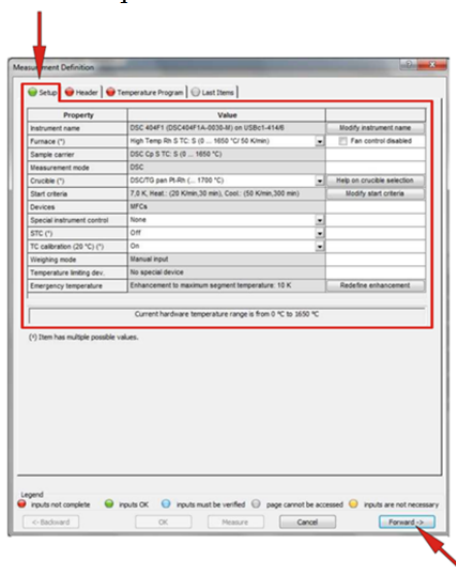 Measurement Definition
Setup Header Temperature Program Last Items
Property Value
Instrument name DSC 404F1 (DSC404F1A-0030-M) on USBc1-414/6 Modify instrument name
Furnace (*) High Temp Rh S TC: S (0 ... 1650 °C/ 50 K/min) Fan control disabled
Sample carrier DSC Cp S TC: S (0 ... 1650 °C)
Measurement mode DSC
Crucible (*) DSC/TG pan Pt-Rh (... 1700 °C) Help on crucible selection
Start criteria 7,0 K, Heat.: (20 K/min,30 min), Cool.: (50 K/min,300 min) Modify start criteria
Devices MFCs
Special instrument control None
STC (*) Off
TC calibration (20 °C) (*) On
Weighing mode Manual input
Temperature limiting dev. No special device
Emergency temperature Enhancement to maximum segment temperature: 10 K Redefine enhancement
Current hardware temperature range is from 0 °C to 1650 °C
(*) Item has multiple possible values.
Legend
inputs not complete inputs OK inputs must be verified page cannot be accessed inputs are not necessary
<- Backward OK Measure Cancel Forward ->